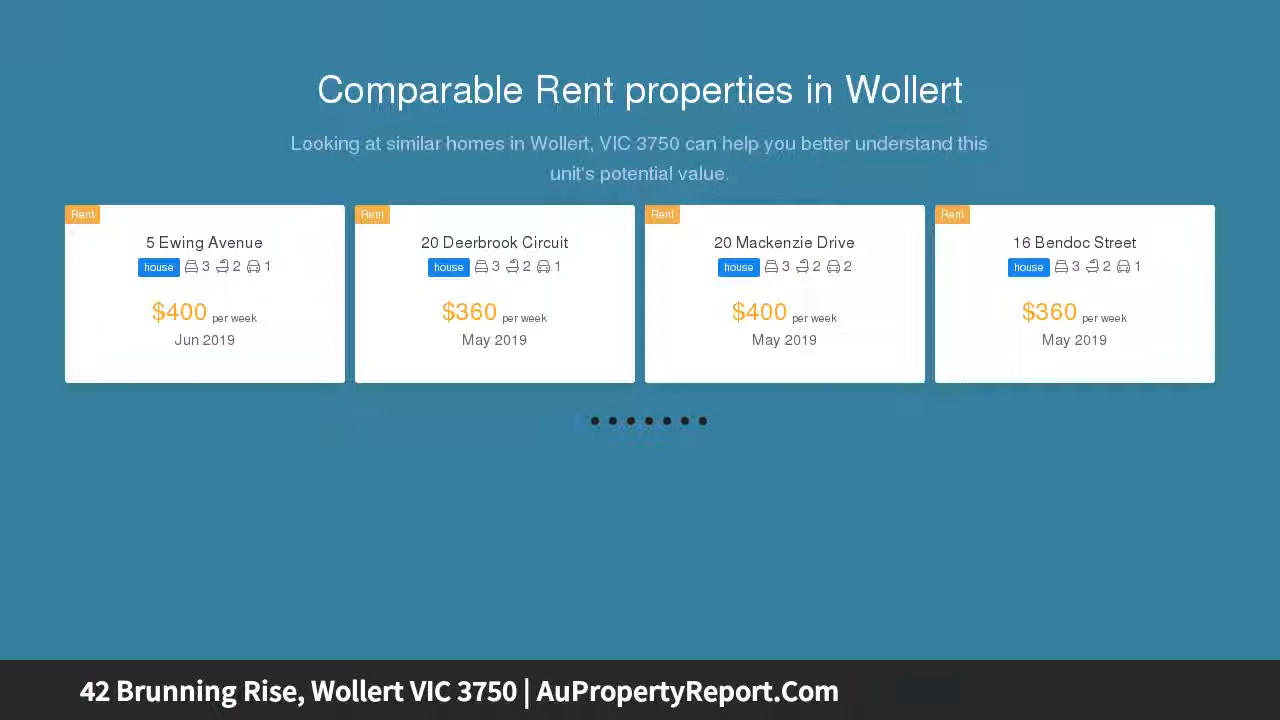 Comparable Rent properties in Wollert
Looking at similar homes in Wollert, VIC 3750 can help you better understand this
unit's potential value.
Rent
5 Ewing Avenue
house 3 2 1
$400 per week
Jun 2019
Rent
20 Deerbrook Circuit
house 3 2 1
$360 per week
May 2019
Rent
20 Mackenzie Drive
house 3 2 2
$400 per week
May 2019
Rent
16 Bendoc Street
house 3 2 1
$360 per week
May 2019
42 Brunning Rise, Wollert VIC 3750 | AuPropertyReport.Com